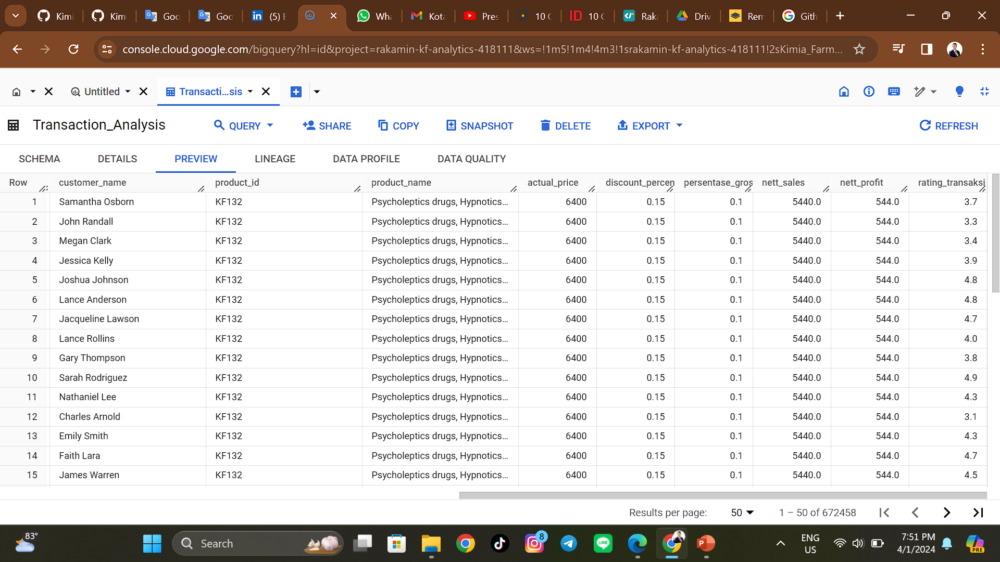 Kimi
Kimi
Goo
Goo
in (5) E
Wha
Kota
Pres
10 C
ID 10 C
Rak
Driv
Rem
Gith
console.cloud.google.com/bigquery?hl=id&project=rakamin-kf-analytics-418111&ws=!1m5!1m4!4m3!1srakamin-kf-analytics-418111!2sKimia_Farm...
Untitled
Transacti...sis
Transaction_Analysis
QUERY
SHARE
COPY
SNAPSHOT
DELETE
EXPORT
REFRESH
SCHEMA DETAILS PREVIEW LINEAGE DATA PROFILE DATA QUALITY
Row customer_name product_id product_name actual_price discount_percen persentase_gros nett_sales nett_profit rating_transaksi
1 Samantha Osborn KF132 Psycholeptics drugs, Hypnotics... 6400 0.15 0.1 5440.0 544.0 3.7
2 John Randall KF132 Psycholeptics drugs, Hypnotics... 6400 0.15 0.1 5440.0 544.0 3.3
3 Megan Clark KF132 Psycholeptics drugs, Hypnotics... 6400 0.15 0.1 5440.0 544.0 3.4
4 Jessica Kelly KF132 Psycholeptics drugs, Hypnotics... 6400 0.15 0.1 5440.0 544.0 3.9
5 Joshua Johnson KF132 Psycholeptics drugs, Hypnotics... 6400 0.15 0.1 5440.0 544.0 4.8
6 Lance Anderson KF132 Psycholeptics drugs, Hypnotics... 6400 0.15 0.1 5440.0 544.0 4.8
7 Jacqueline Lawson KF132 Psycholeptics drugs, Hypnotics... 6400 0.15 0.1 5440.0 544.0 4.7
8 Lance Rollins KF132 Psycholeptics drugs, Hypnotics... 6400 0.15 0.1 5440.0 544.0 4.0
9 Gary Thompson KF132 Psycholeptics drugs, Hypnotics... 6400 0.15 0.1 5440.0 544.0 3.8
10 Sarah Rodriguez KF132 Psycholeptics drugs, Hypnotics... 6400 0.15 0.1 5440.0 544.0 4.9
11 Nathaniel Lee KF132 Psycholeptics drugs, Hypnotics... 6400 0.15 0.1 5440.0 544.0 4.3
12 Charles Arnold KF132 Psycholeptics drugs, Hypnotics... 6400 0.15 0.1 5440.0 544.0 3.1
13 Emily Smith KF132 Psycholeptics drugs, Hypnotics... 6400 0.15 0.1 5440.0 544.0 4.3
14 Faith Lara KF132 Psycholeptics drugs, Hypnotics... 6400 0.15 0.1 5440.0 544.0 4.7
15 James Warren KF132 Psycholeptics drugs, Hypnotics... 6400 0.15 0.1 5440.0 544.0 4.5
Results per page: 50 1 – 50 of 672458
83°
Search
8
LINE
P
ENG
US
7:51 PM
4/1/2024
PRE